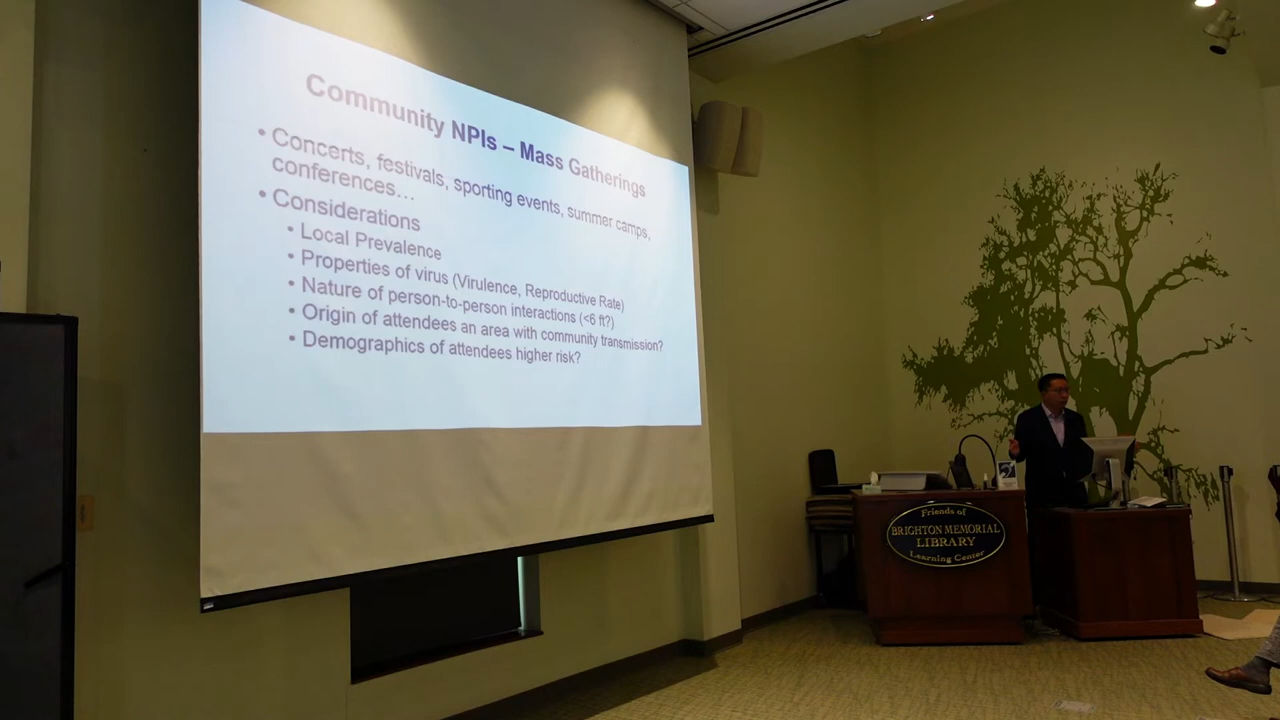 Community NPIs – Mass Gatherings
• Concerts, festivals, sporting events, summer camps,
conferences…
• Considerations
• Local Prevalence
• Properties of virus (Virulence, Reproductive Rate)
• Nature of person-to-person interactions (<6 ft?)
• Origin of attendees an area with community transmission?
• Demographics of attendees higher risk?
Friends of
BRIGHTON MEMORIAL
LIBRARY
Learning Center